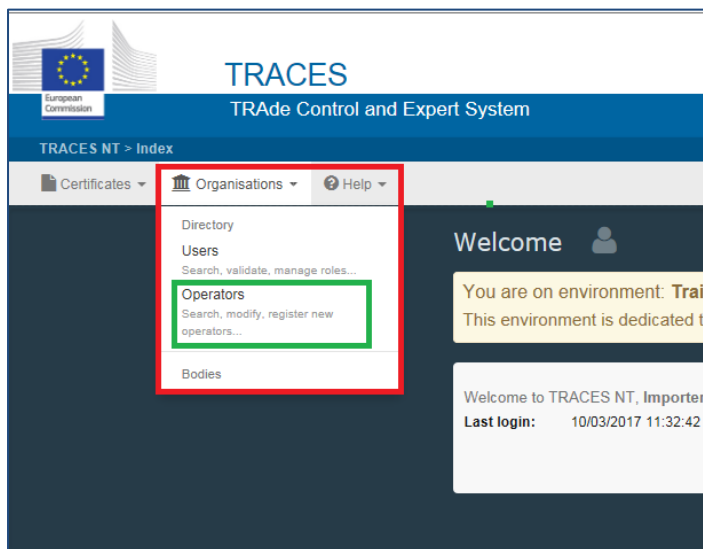 European
Commission
TRACES
TRAde Control and Expert System
TRACES NT > Index
Certificates
Organisations
Help
Directory
Users
Search, validate, manage roles...
Operators
Search, modify, register new
operators...
Bodies
Welcome
You are on environment:
This environment is dedicated
Welcome to TRACES NT, Importer
Last login: 10/03/2017 11:32:42